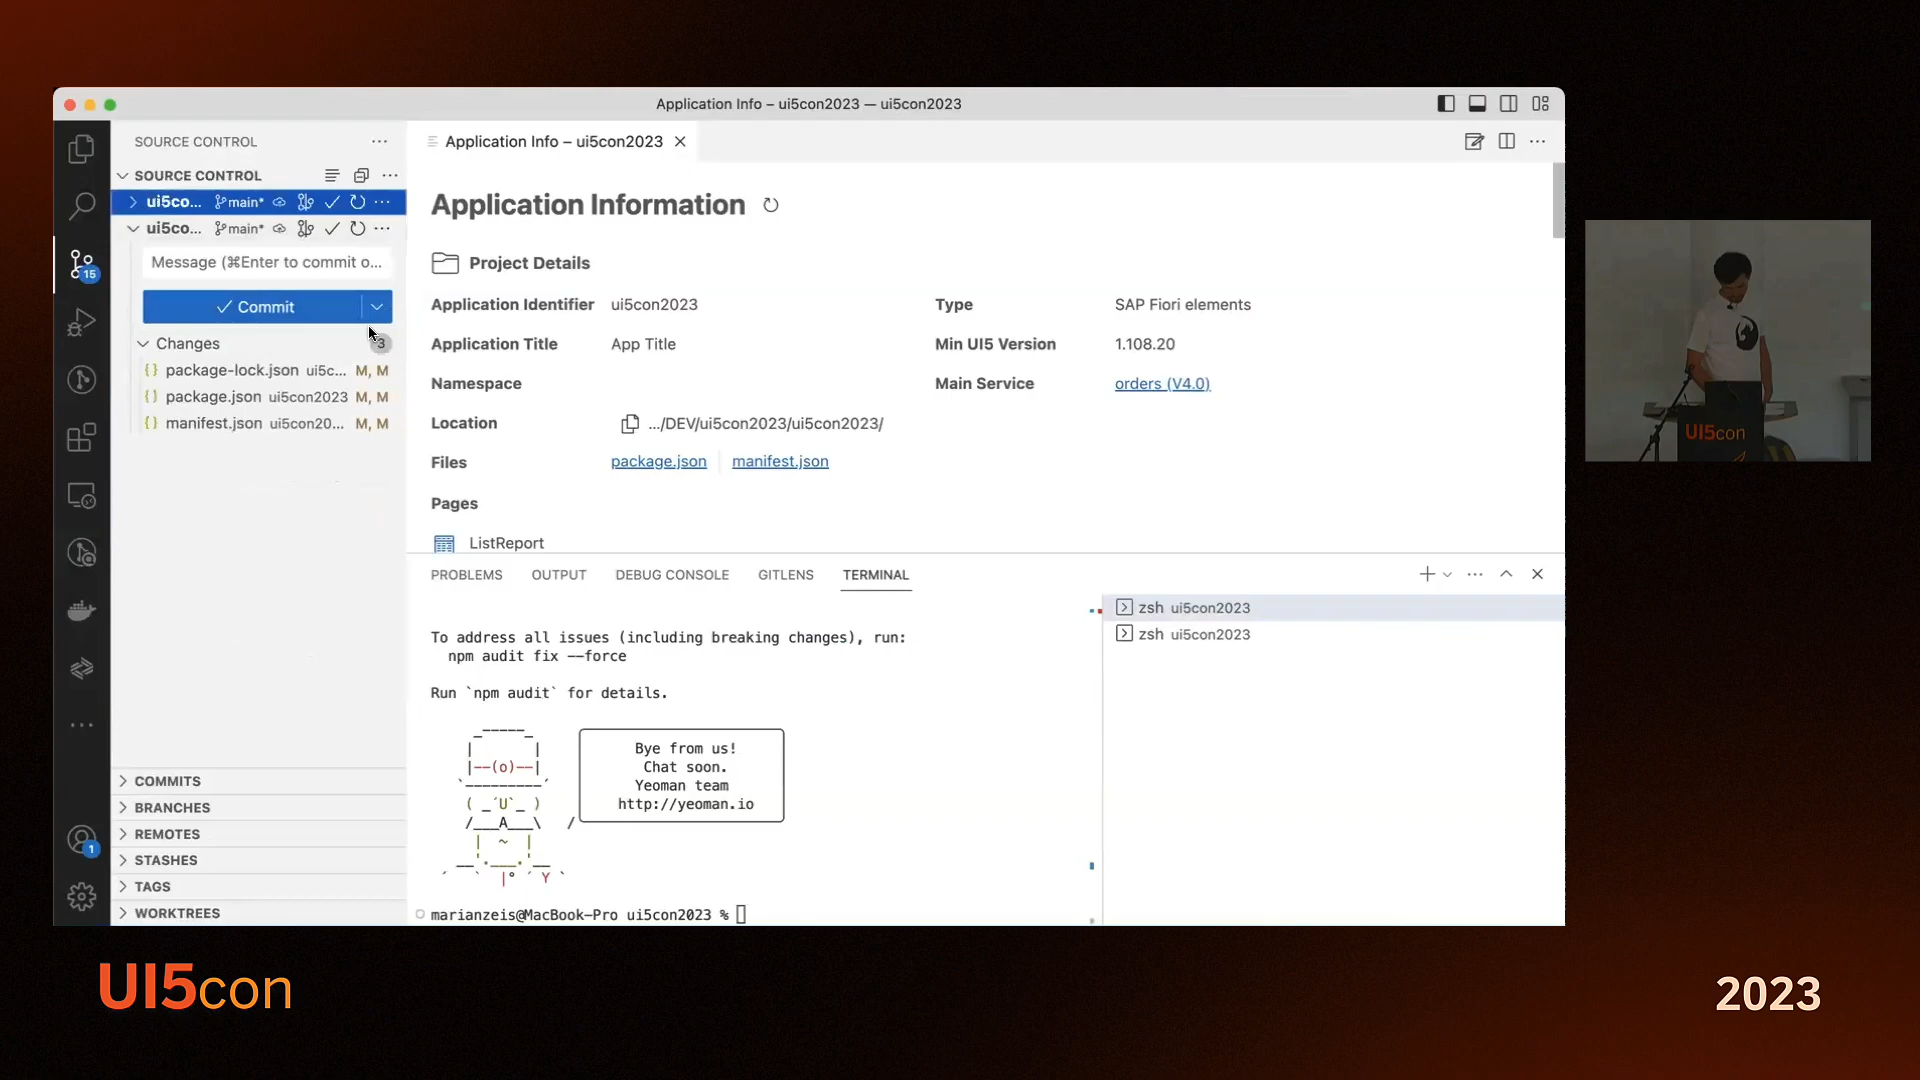 Application Info – ui5con2023 — ui5con2023
SOURCE CONTROL
Application Info – ui5con2023
SOURCE CONTROL
ui5co... main*
ui5co... main*
Message (⌘Enter to commit o...
15
Commit
Changes 3
package-lock.json ui5c... M, M
package.json ui5con2023 M, M
manifest.json ui5con20... M, M
COMMITS
BRANCHES
REMOTES
1
STASHES
TAGS
WORKTREES
Application Information
Project Details
Application Identifier ui5con2023 Type SAP Fiori elements
Application Title App Title Min UI5 Version 1.108.20
Namespace Main Service orders (V4.0)
Location .../DEV/ui5con2023/ui5con2023/
Files package.json manifest.json
Pages
ListReport
PROBLEMS OUTPUT DEBUG CONSOLE GITLENS TERMINAL
To address all issues (including breaking changes), run:
npm audit fix --force
Run `npm audit` for details.
Bye from us!
Chat soon.
Yeoman team
http://yeoman.io
marianzeis@MacBook-Pro ui5con2023 %
zsh ui5con2023
zsh ui5con2023
UI5con
UI5con
2023